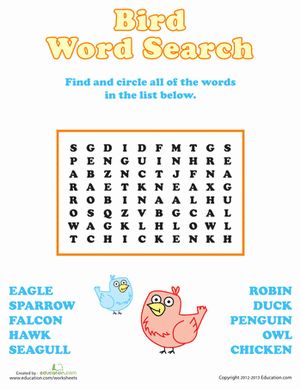 Bird
Word Search
Find and circle all of the words
in the list below.
S G D I D F M T G S
P E N G U I N H R E
A B Z N C T J F N A
R A E T K N E A X G
R O B I N A A L H U
O S Q Z V B G C A L
W A G K L H L O W L
T C H I C K E N K H
EAGLE
SPARROW
FALCON
HAWK
SEAGULL
ROBIN
DUCK
PENGUIN
OWL
CHICKEN
Created by :
education.com
www.education.com/worksheets
Copyright 2012-2013 Education.com